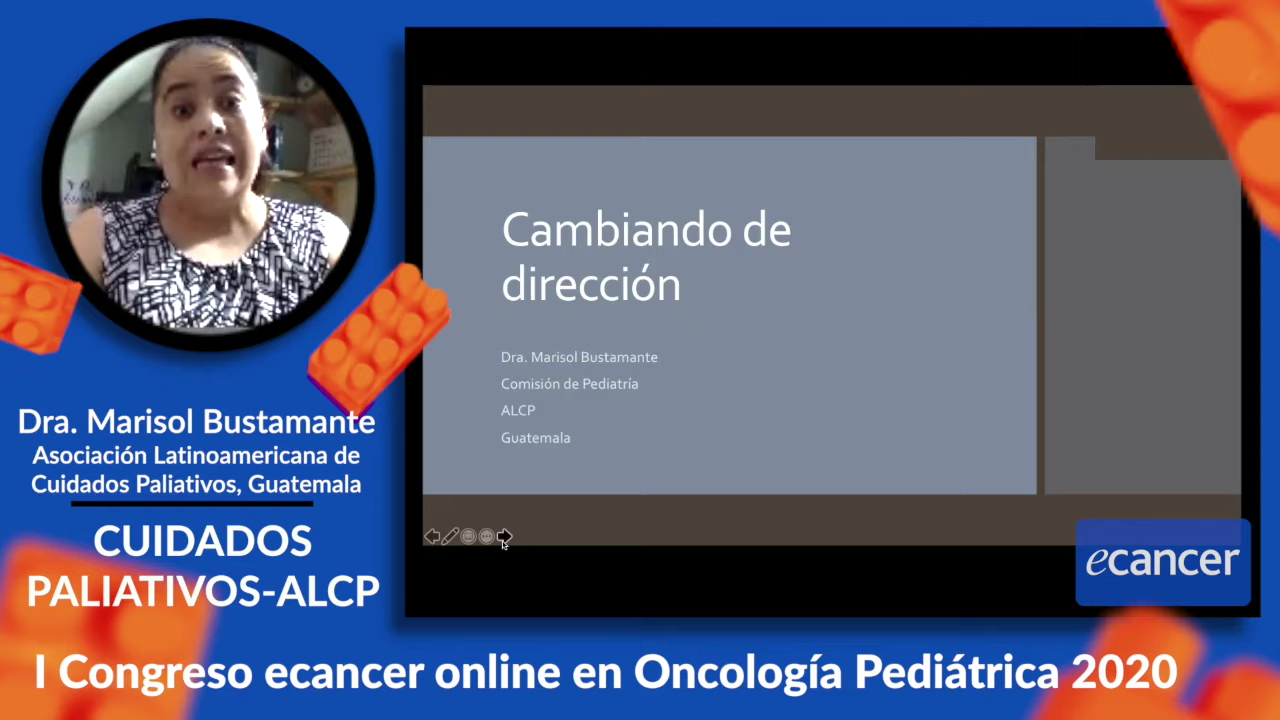 Cambiando de
dirección
Dra. Marisol Bustamante
Comisión de Pediatría
ALCP
Guatemala
Dra. Marisol Bustamante
Asociación Latinoamericana de
Cuidados Paliativos, Guatemala
CUIDADOS
PALIATIVOS-ALCP
ecancer
I Congreso ecancer online en Oncología Pediátrica 2020